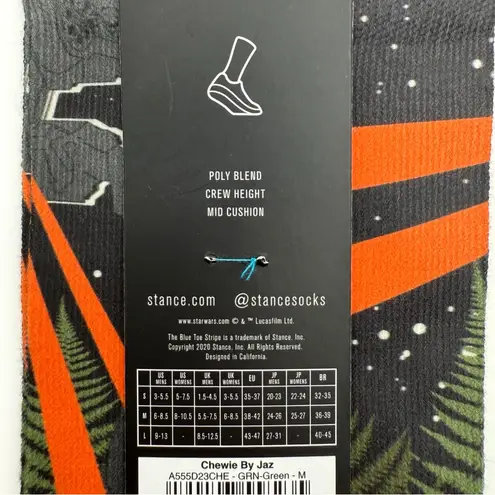 POLY BLEND
CREW HEIGHT
MID CUSHION
stance.com @stancesocks
www.starwars.com © & ™ Lucasfilm Ltd.
The Blue Toe Stripe is a trademark of Stance, Inc.
Copyright 2020 Stance, Inc. All Rights Reserved.
Designed in California.
US MENS US WOMENS UK MENS UK WOMENS EU JP MENS JP WOMENS BR
S 3-5.5 5-7.5 1.5-4.5 3-5.5 35-37 20-23 22-24 32-35
M 6-8.5 8-10.5 5.5-7.5 6-8.5 38-42 24-26 25-27 36-39
L 9-13 - 8.5-12.5 - 43-47 27-31 - 40-45
Chewie By Jaz
A555D23CHE - GRN-Green - M